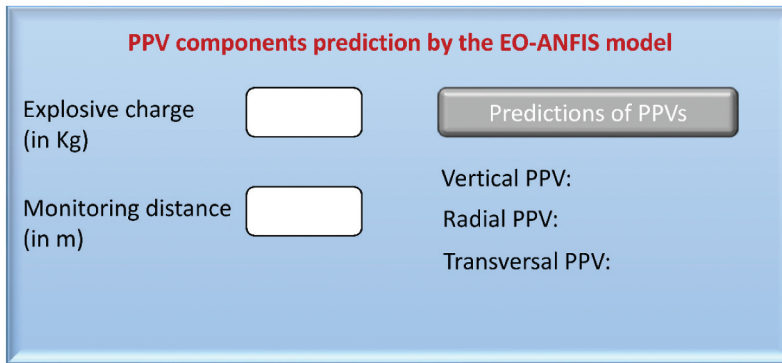 PPV components prediction by the EO-ANFIS model
Explosive charge
(in Kg)
Predictions of PPVs
Monitoring distance
(in m)
Vertical PPV:
Radial PPV:
Transversal PPV: